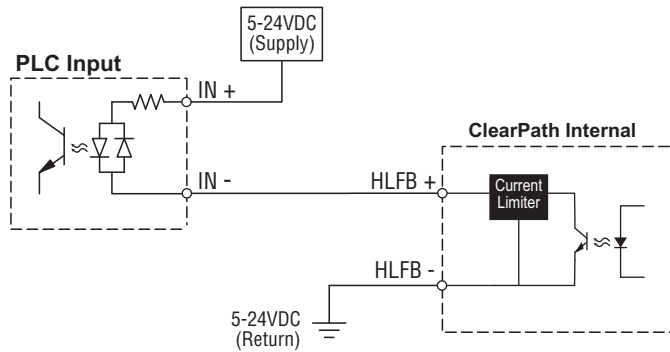 5-24VDC
(Supply)
PLC Input
IN +
ClearPath Internal
IN -
HLFB +
Current
Limiter
HLFB -
5-24VDC
(Return)